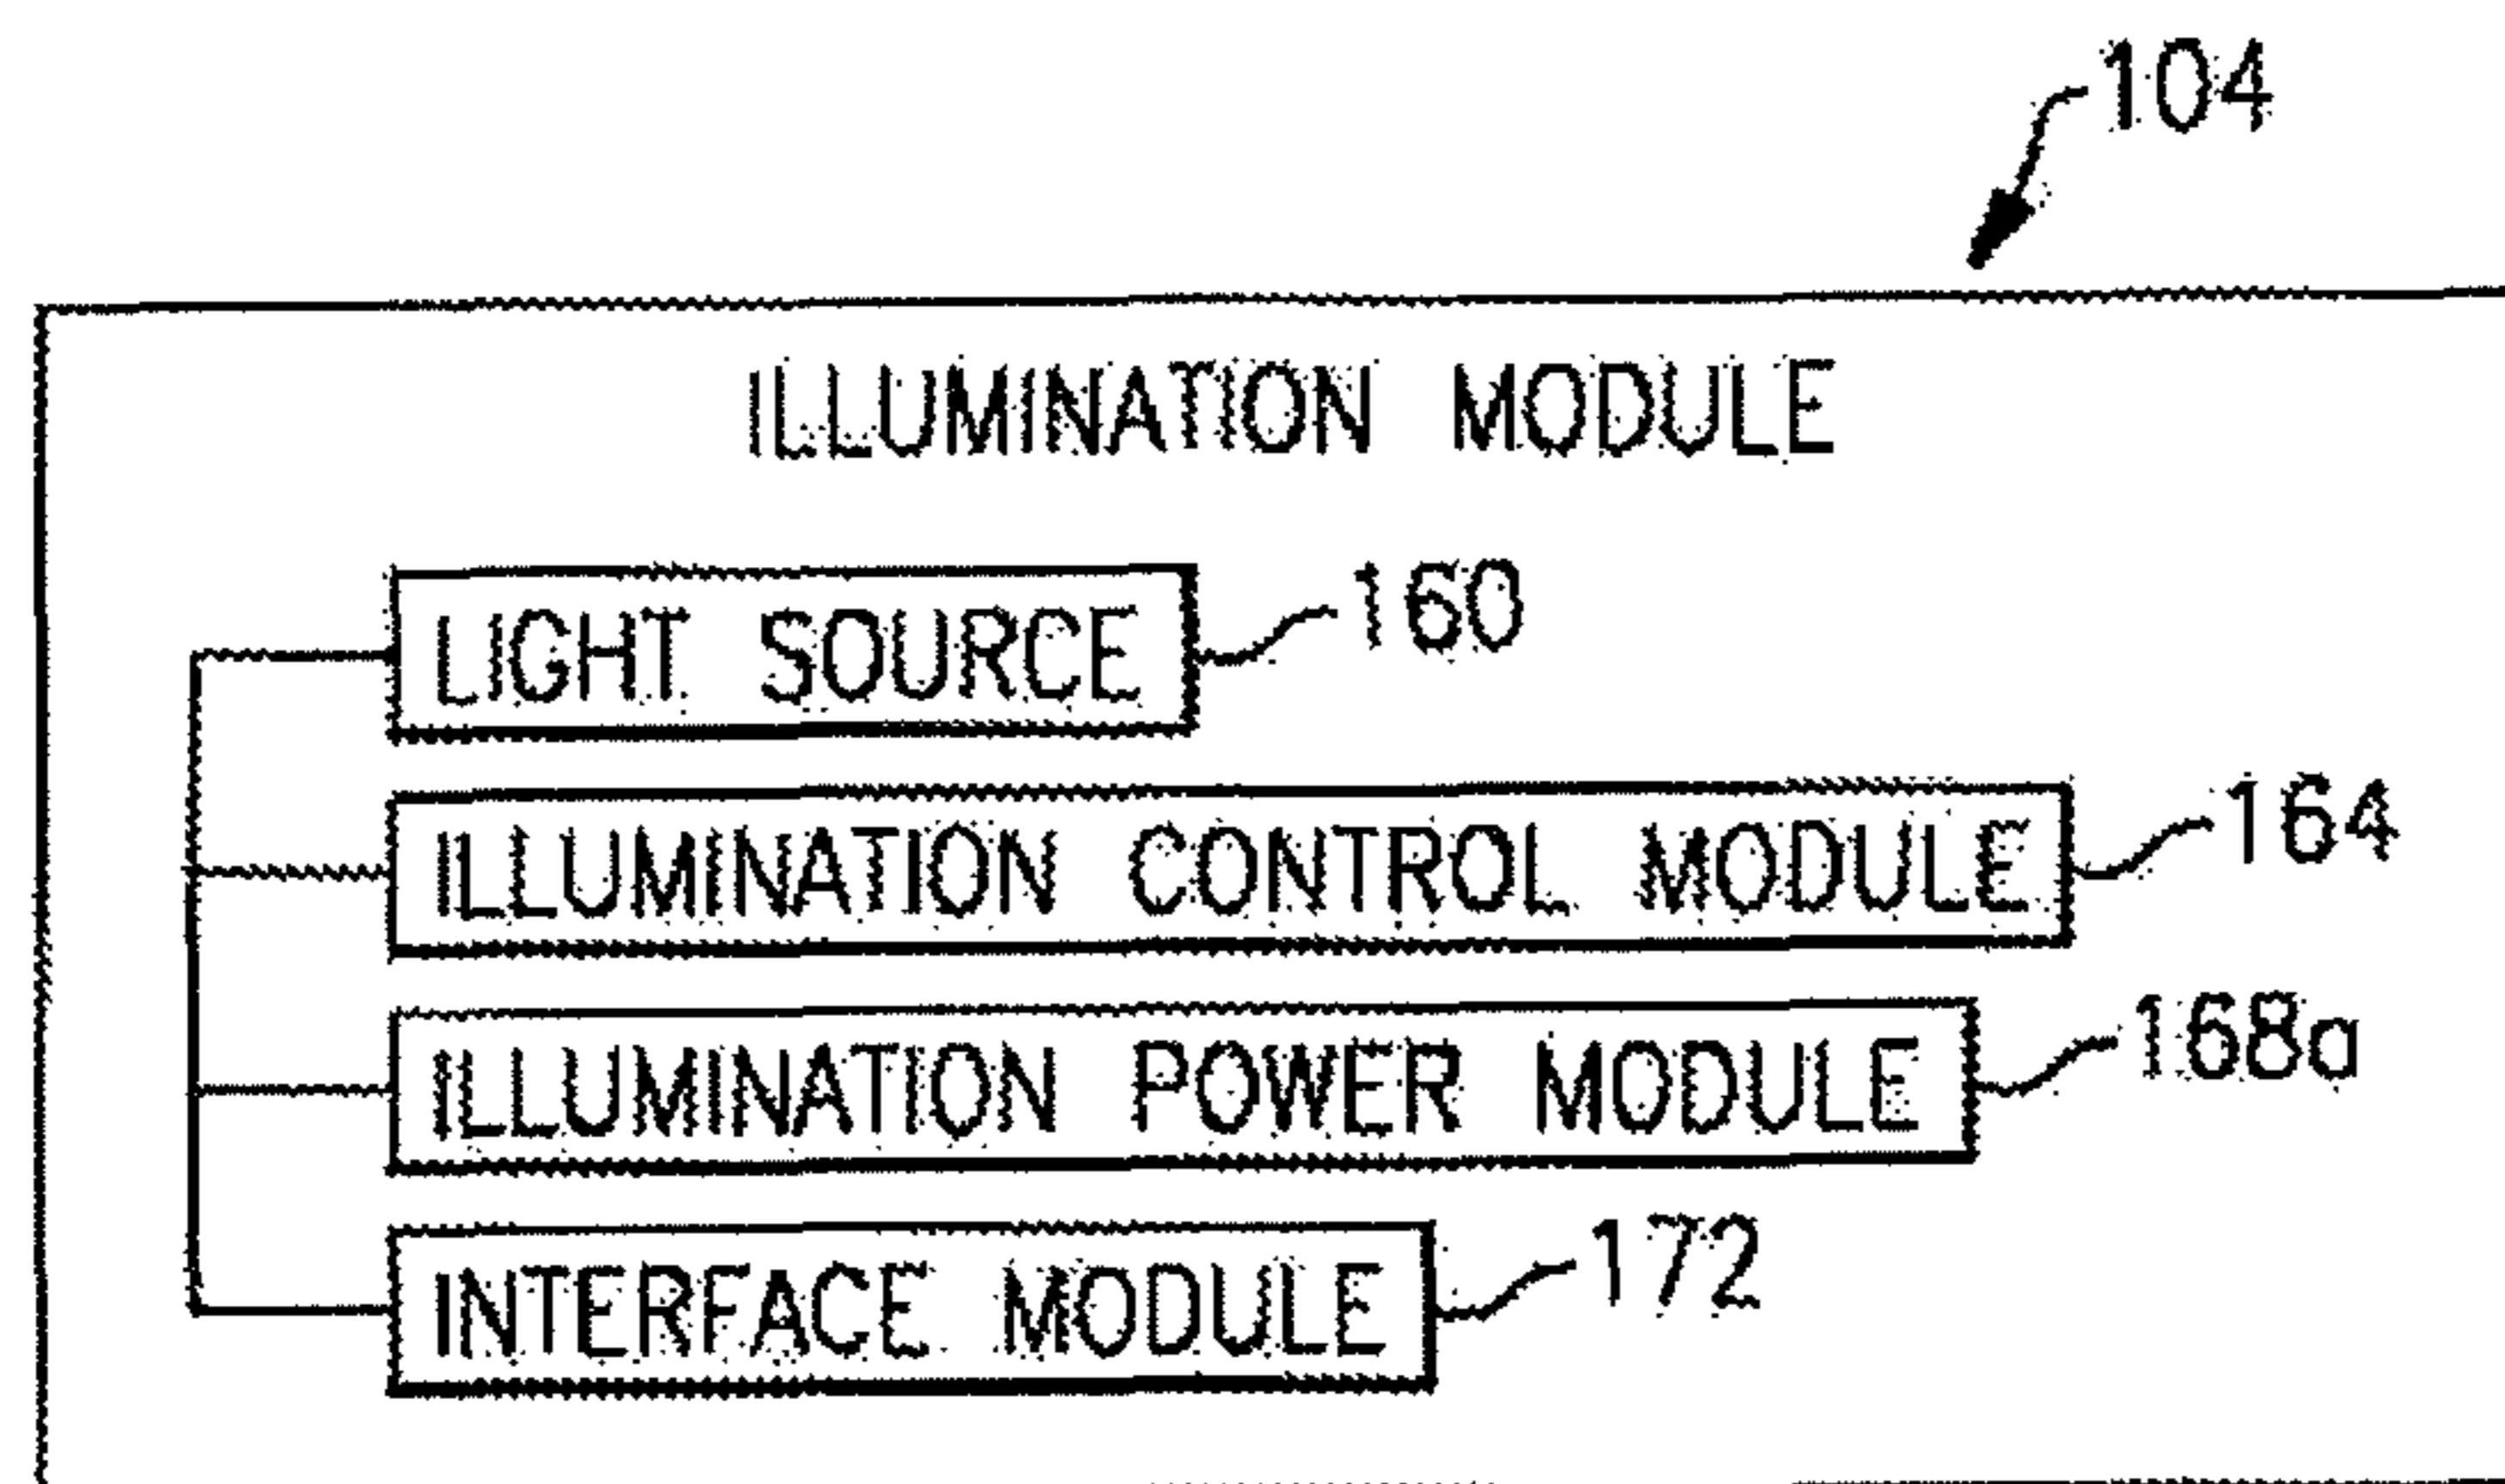 104
ILLUMINATION MODULE
LIGHT SOURCE 160
ILLUMINATION CONTROL MODULE 164
ILLUMINATION POWER MODULE 168a
INTERFACE MODULE 172